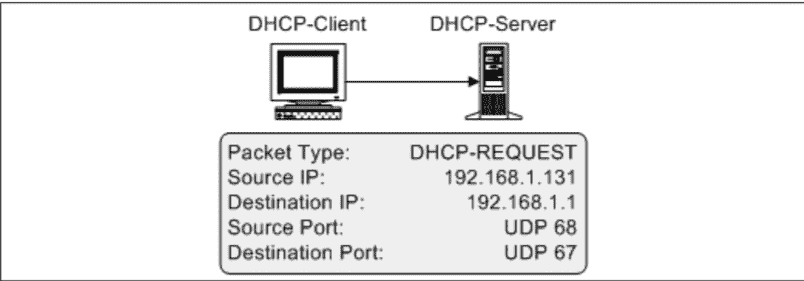 DHCP-Client DHCP-Server
Packet Type: DHCP-REQUEST
Source IP: 192.168.1.131
Destination IP: 192.168.1.1
Source Port: UDP 68
Destination Port: UDP 67